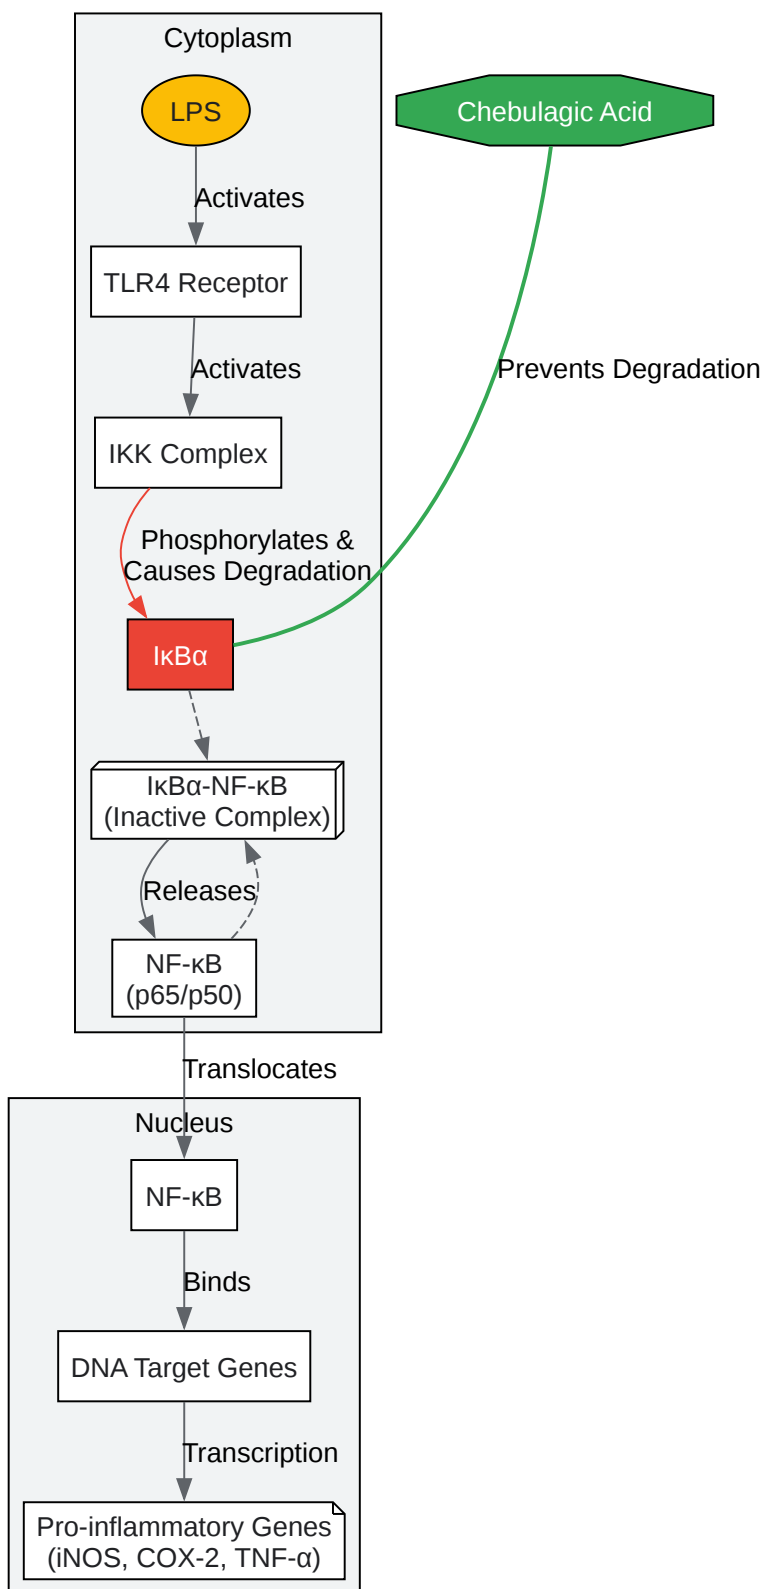 Cytoplasm
LPS
Chebulagic Acid
Activates
TLR4 Receptor
Activates
Prevents Degradation
IKK Complex
Phosphorylates &
Causes Degradation
IκBα
IκBα-NF-κB
(Inactive Complex)
Releases
NF-κB
(p65/p50)
Translocates
Nucleus
NF-κB
Binds
DNA Target Genes
Transcription
Pro-inflammatory Genes
(iNOS, COX-2, TNF-α)